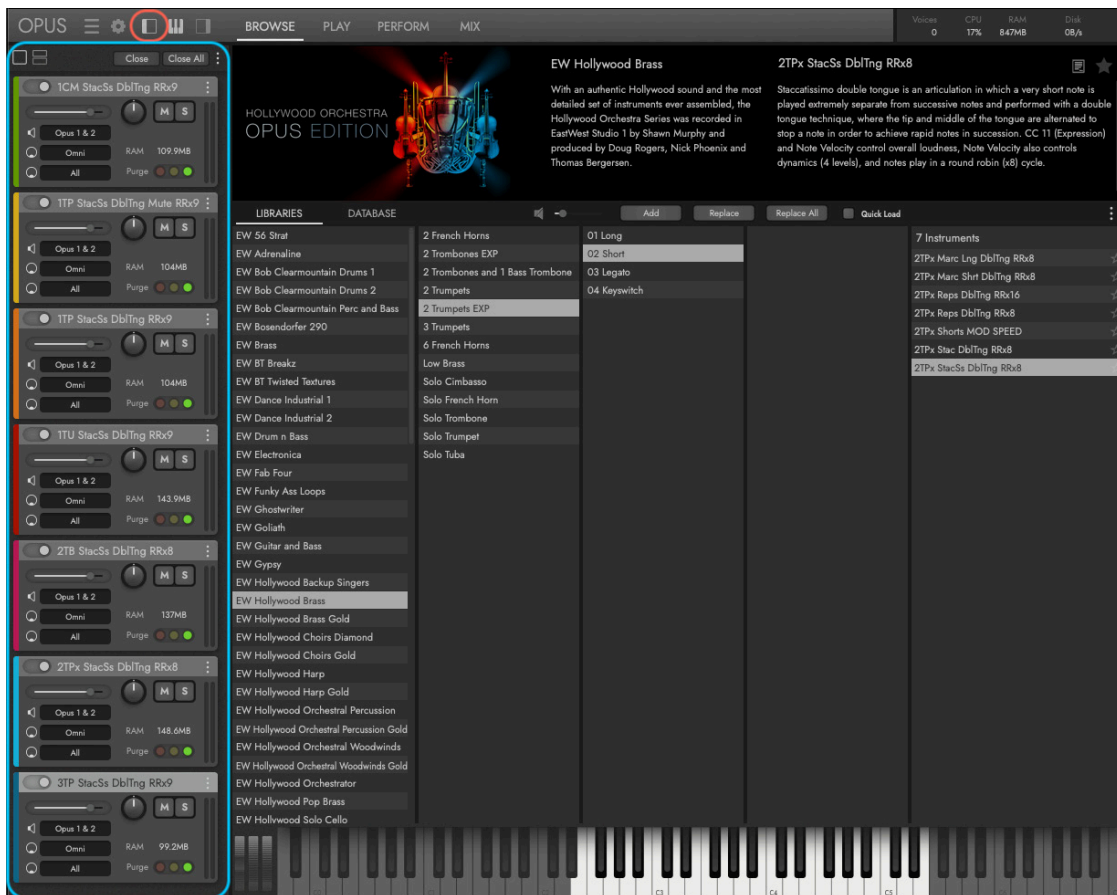 OPUS
BROWSE
PLAY
PERFORM
MIX
Voices
0
CPU
17%
RAM
847MB
Disk
0B/s
Close
Close All
1CM StacSs DblTng RRx9
M S
Opus 1 & 2
Omni
RAM 109.9MB
All
Purge
1TP StacSs DblTng Mute RRx9
M S
Opus 1 & 2
Omni
RAM 104MB
All
Purge
1TP StacSs DblTng RRx9
M S
Opus 1 & 2
Omni
RAM 104MB
All
Purge
1TU StacSs DblTng RRx9
M S
Opus 1 & 2
Omni
RAM 143.9MB
All
Purge
2TB StacSs DblTng RRx8
M S
Opus 1 & 2
Omni
RAM 137MB
All
Purge
2TPx StacSs DblTng RRx8
M S
Opus 1 & 2
Omni
RAM 148.6MB
All
Purge
3TP StacSs DblTng RRx9
M S
Opus 1 & 2
Omni
RAM 99.2MB
All
Purge
HOLLYWOOD ORCHESTRA
OPUS EDITION
EW Hollywood Brass
With an authentic Hollywood sound and the most
detailed set of instruments ever assembled, the
Hollywood Orchestra Series was recorded in
EastWest Studio 1 by Shawn Murphy and
produced by Doug Rogers, Nick Phoenix and
Thomas Bergersen.
2TPx StacSs DblTng RRx8
Staccatissimo double tongue is an articulation in which a very short note is
played extremely separate from successive notes and performed with a double
tongue technique, where the tip and middle of the tongue are alternated to
stop a note in order to achieve rapid notes in succession. CC 11 (Expression)
and Note Velocity control overall loudness, Note Velocity also controls
dynamics (4 levels), and notes play in a round robin (x8) cycle.
LIBRARIES
DATABASE
Add
Replace
Replace All
Quick Load
EW 56 Strat
EW Adrenaline
EW Bob Clearmountain Drums 1
EW Bob Clearmountain Drums 2
EW Bob Clearmountain Perc and Bass
EW Bosendorfer 290
EW Brass
EW BT Breakz
EW BT Twisted Textures
EW Dance Industrial 1
EW Dance Industrial 2
EW Drum n Bass
EW Electronica
EW Fab Four
EW Funky Ass Loops
EW Ghostwriter
EW Goliath
EW Guitar and Bass
EW Gypsy
EW Hollywood Backup Singers
EW Hollywood Brass
EW Hollywood Brass Gold
EW Hollywood Choirs Diamond
EW Hollywood Choirs Gold
EW Hollywood Harp
EW Hollywood Harp Gold
EW Hollywood Orchestral Percussion
EW Hollywood Orchestral Percussion Gold
EW Hollywood Orchestral Woodwinds
EW Hollywood Orchestral Woodwinds Gold
EW Hollywood Orchestrator
EW Hollywood Pop Brass
EW Hollywood Solo Cello
2 French Horns
2 Trombones EXP
2 Trombones and 1 Bass Trombone
2 Trumpets
2 Trumpets EXP
3 Trumpets
6 French Horns
Low Brass
Solo Cimbasso
Solo French Horn
Solo Trombone
Solo Trumpet
Solo Tuba
01 Long
02 Short
03 Legato
04 Keyswitch
7 Instruments
2TPx Marc Lng DblTng RRx8
2TPx Marc Shrt DblTng RRx8
2TPx Reps DblTng RRx16
2TPx Reps DblTng RRx8
2TPx Shorts MOD SPEED
2TPx Stac DblTng RRx8
2TPx StacSs DblTng RRx8
C3
C4
C5